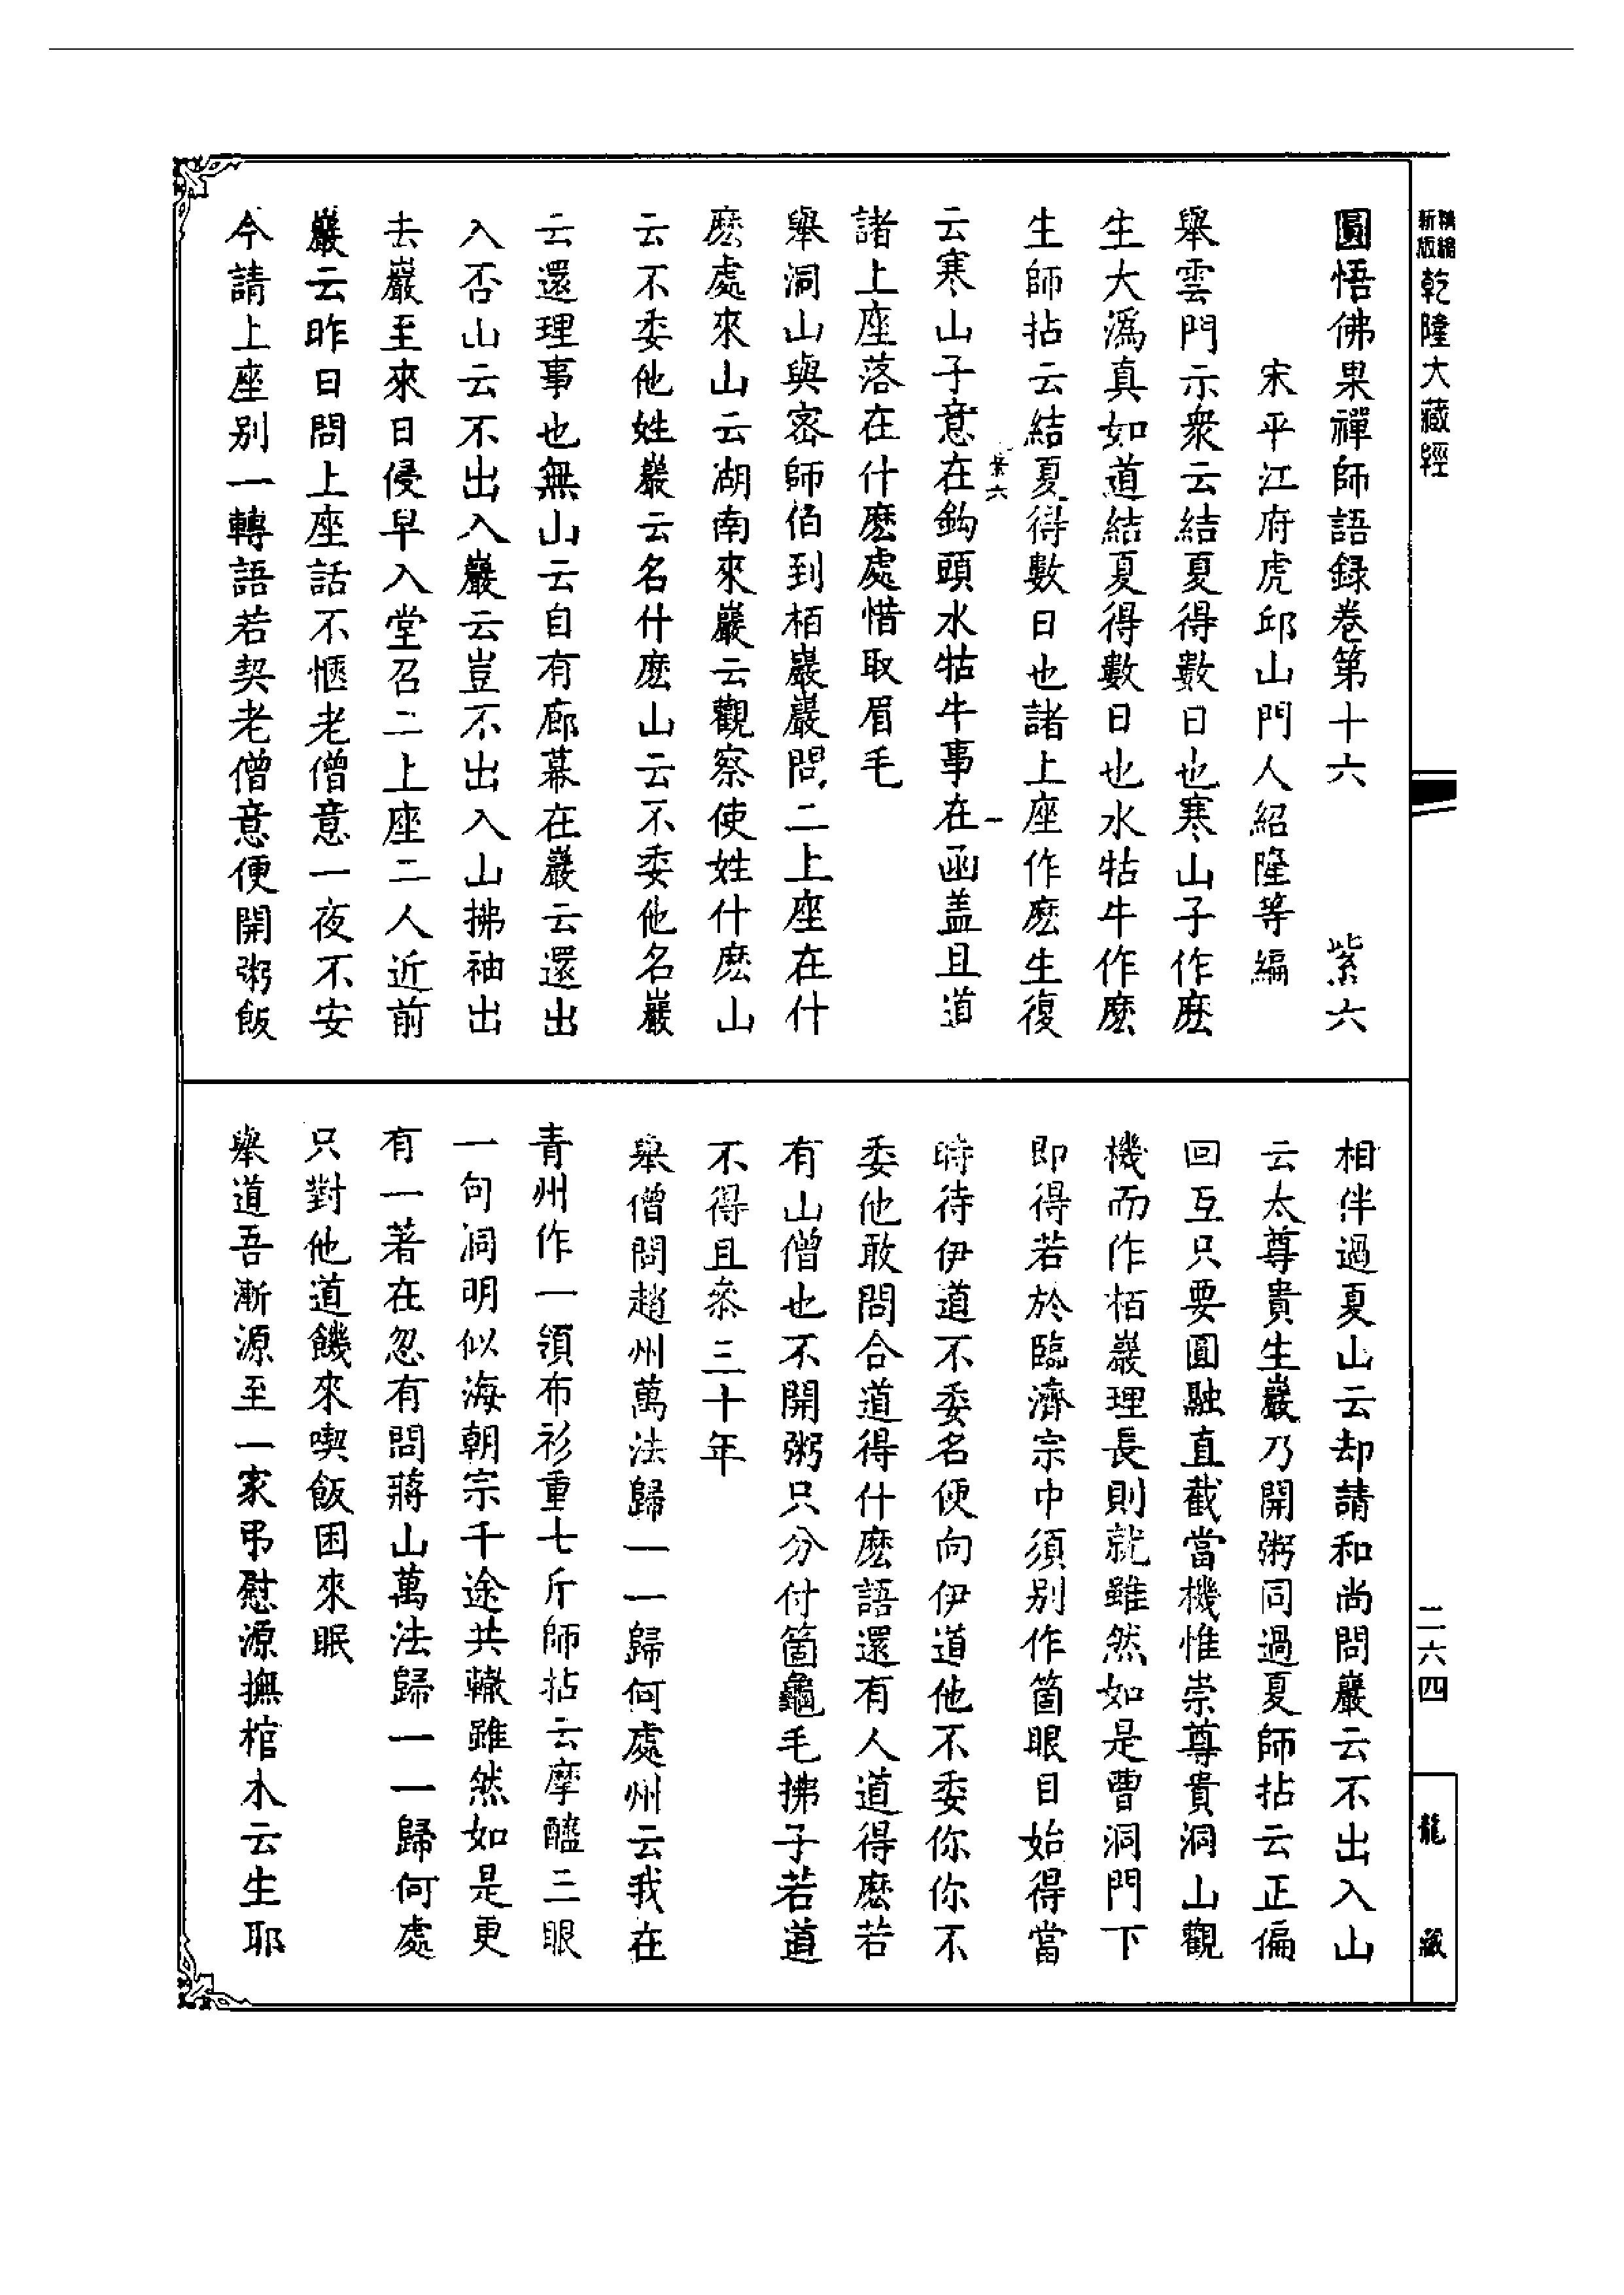 精編
新版
乾隆大藏經
圓悟佛果禪師語録卷第十六 紫六
宋平江府虎邱山門人紹隆等編
舉雲門示衆云結夏得數日也寒山子作麽
生大溈真如道結夏得數日也水牯牛作麽
生師拈云結夏得數日也諸上座作麽生復
紫六 一
云寒山子意在鈎頭水牯牛事在函盖且道
諸上座落在什麽處惜取眉毛
舉洞山與宻師伯到栢巖巖問二上座在什
麽處來山云湖南來巖云觀察使姓什麽山
云不委他姓巖云名什麽山云不委他名巖
云還理事也無山云自有廊幕在巖云還出
入否山云不出入巖云豈不出入山拂袖出
去巖至來日侵早入堂召二上座二人近前
巖云昨日問上座話不愜老僧意一夜不安
今請上座别一轉語若契老僧意便開粥飯
相伴過夏山云却請和尚問巖云不出入山
云太尊貴生巖乃開粥同過夏師拈云正偏
回互只要圓融直截當機惟崇尊貴洞山觀
機而作栢巖理長則就雖然如是曹洞門下
即得若於臨濟宗中須别作箇眼目始得當
時待伊道不委名便向伊道他不委你你不
委他敢問合道得什麽語還有人道得麽若
有山僧也不開粥只分付箇龜毛拂子若道
不得且叅三十年
舉僧問趙州萬法歸一一歸何處州云我在
青州作一領布衫重七斤師拈云摩醯三眼
一句洞明似海朝宗千途共轍雖然如是更
有一著在忽有問蔣山萬法歸一一歸何處
只對他道饑來喫飯困來眠
舉道吾漸源至一家弔慰源撫棺木云生耶
二六四
龍藏